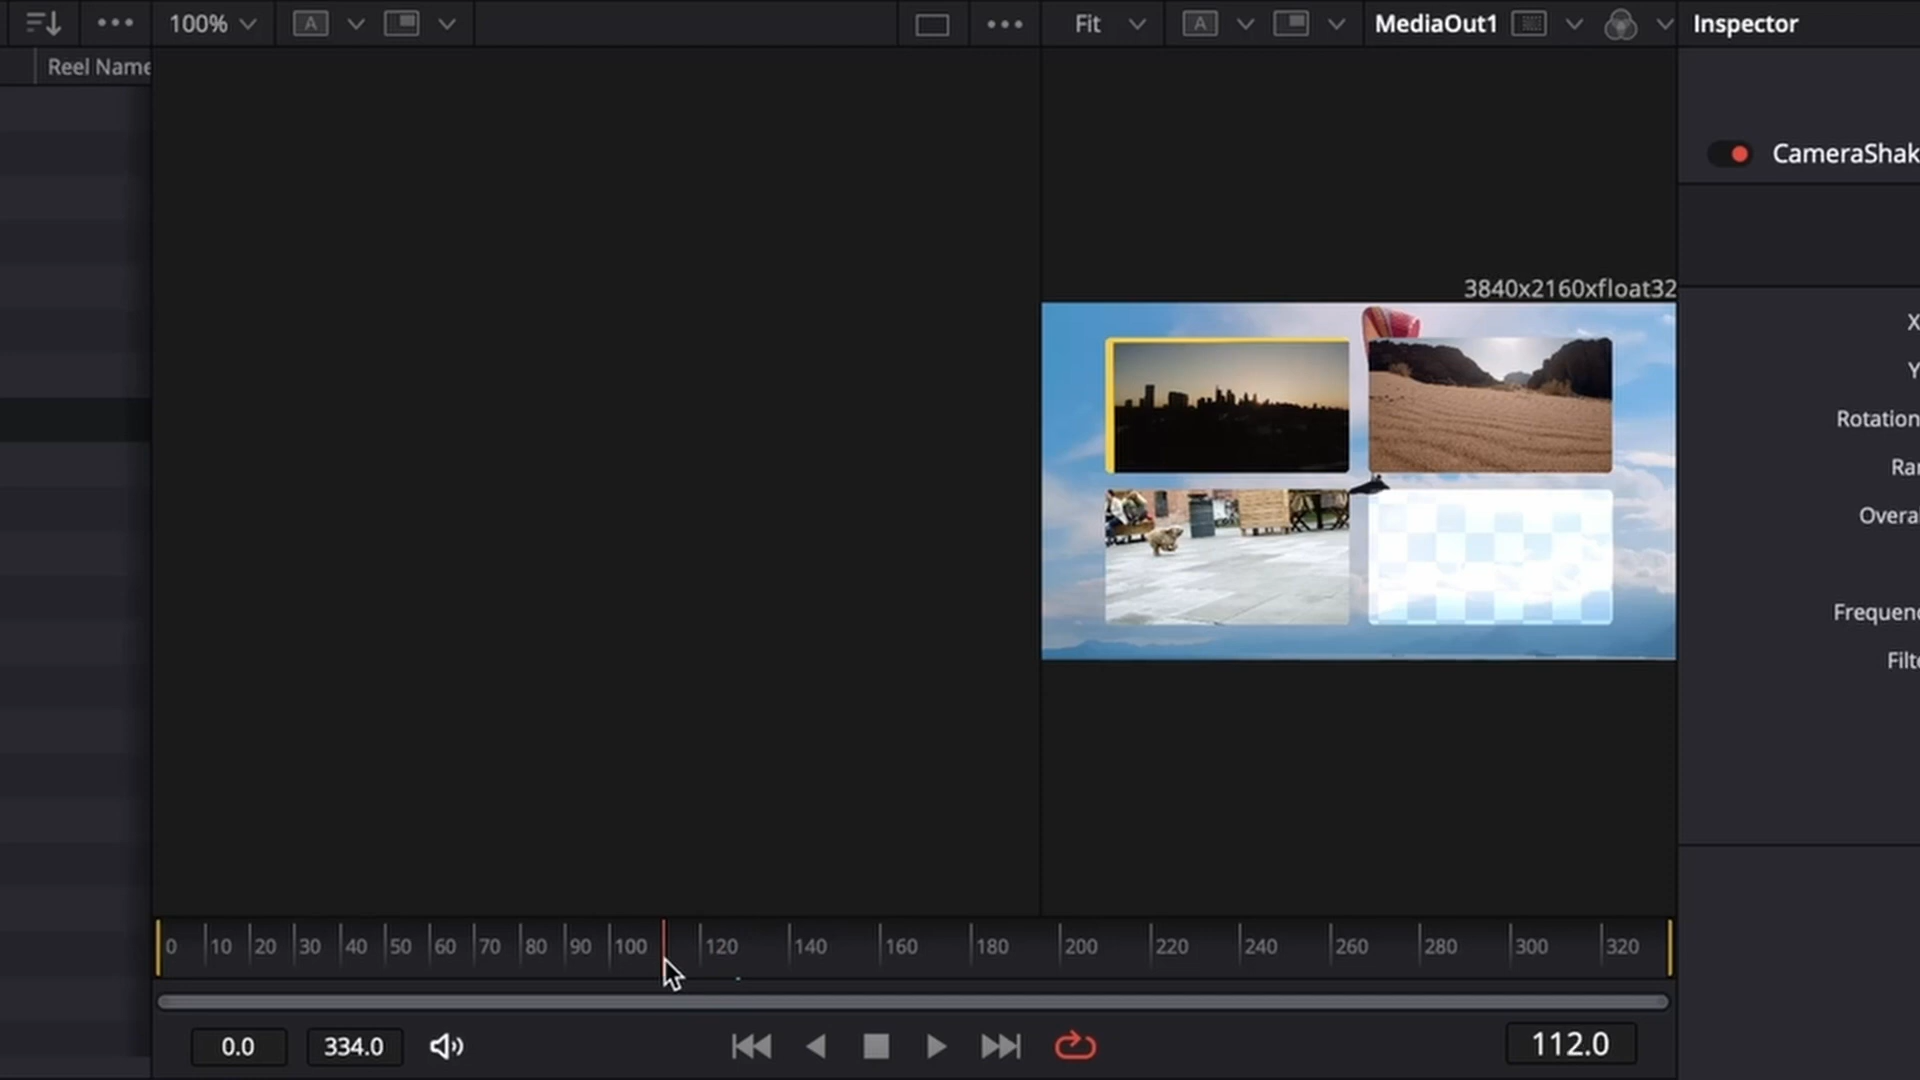 100%
A
Fit
A
MediaOut1
Inspector
Reel Name
CameraShak
3840x2160xfloat32
X
Y
Rotation
Ra
Overa
Frequen
Filt
0 10 20 30 40 50 60 70 80 90 100 120 140 160 180 200 220 240 260 280 300 320
0.0
334.0
112.0